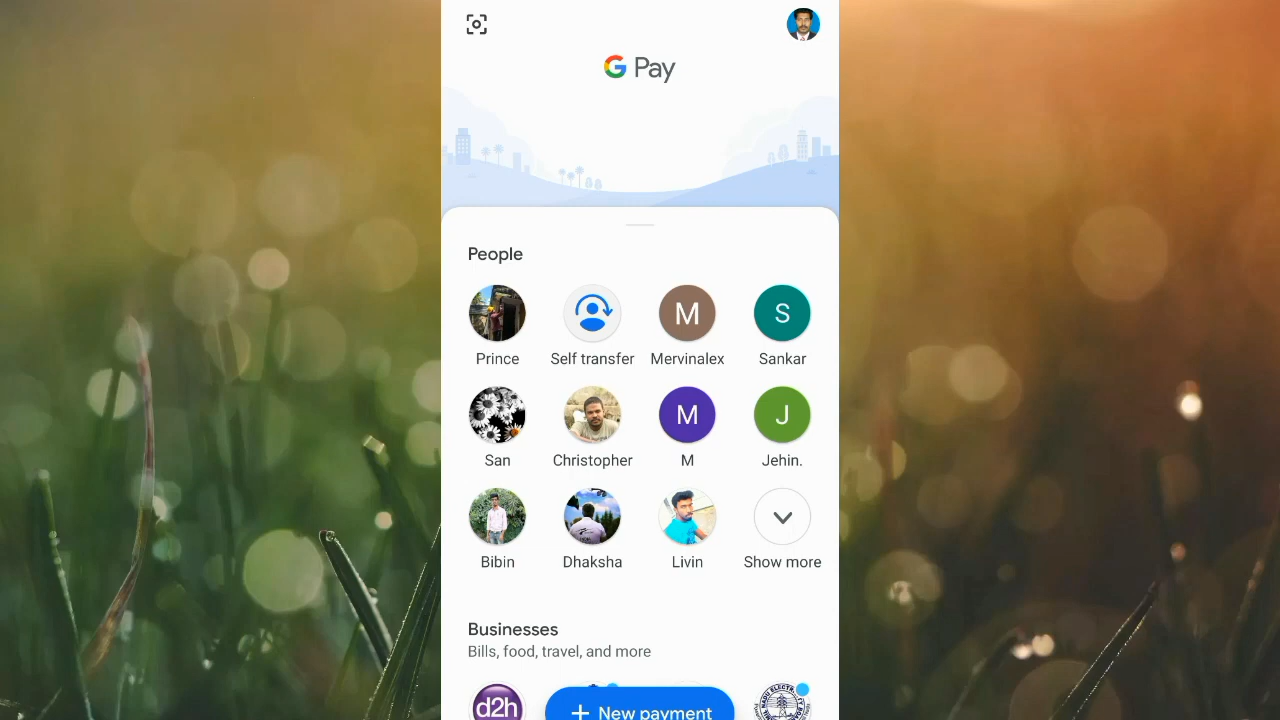 G Pay
People
Prince
Self transfer
M
Mervinalex
S
Sankar
San
Christopher
M
M
J
Jehin.
Bibin
Dhaksha
Livin
Show more
Businesses
Bills, food, travel, and more
d2h
+ New payment